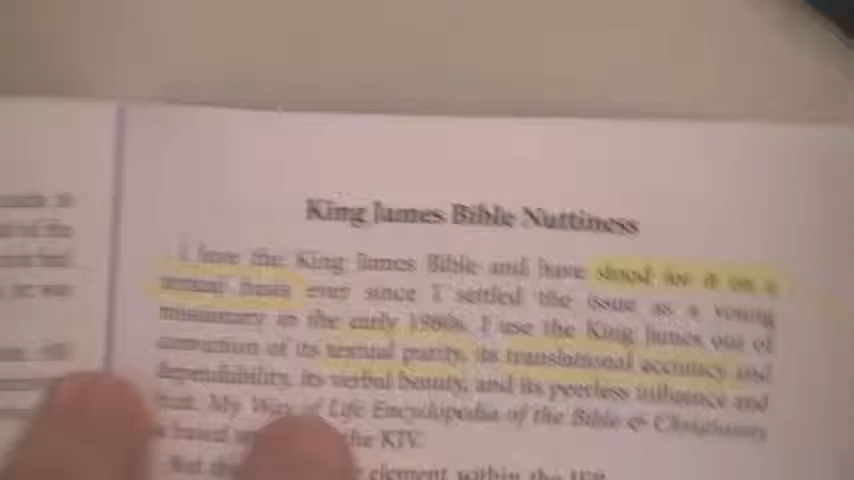 King James Bible Nuttiness
I love the King James Bible and have stood for it on a
textual basis ever since I settled the issue as a young
missionary in the early 1980s. I use the King James out of
conviction of its textual purity, its translational accuracy and
dependability, its verbal beauty, and its peerless influence and
fruit. My Way of Life Encyclopedia of the Bible & Christianity
is based the KJV.
But element within the